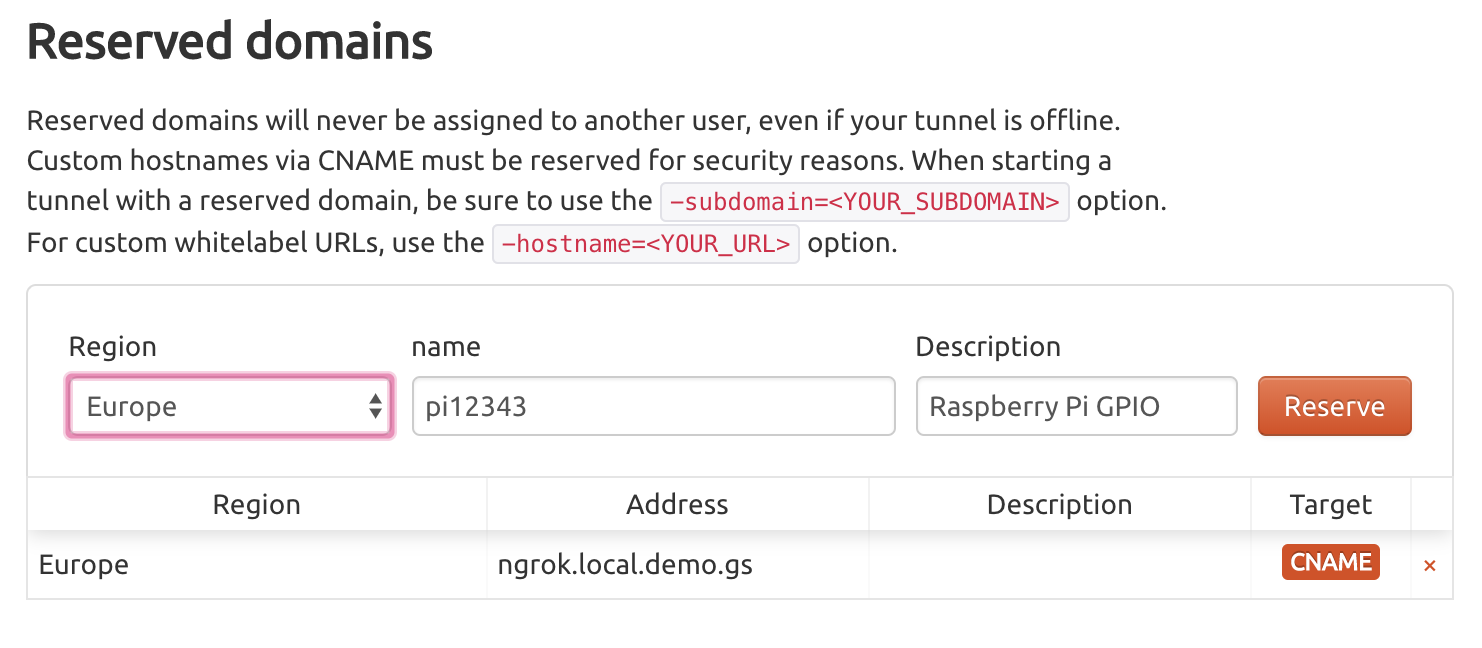 Reserved domains
Reserved domains will never be assigned to another user, even if your tunnel is offline.
Custom hostnames via CNAME must be reserved for security reasons. When starting a
tunnel with a reserved domain, be sure to use the -subdomain=<YOUR_SUBDOMAIN> option.
For custom whitelabel URLs, use the -hostname=<YOUR_URL> option.
Region name Description
Europe pi12343 Raspberry Pi GPIO Reserve
Region Address Description Target
Europe ngrok.local.demo.gs CNAME ×